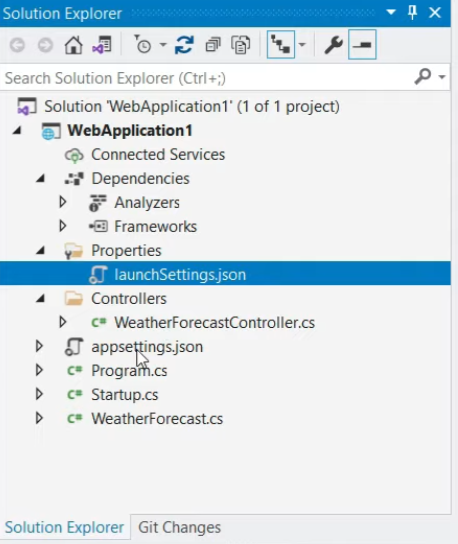 Solution Explorer
Search Solution Explorer (Ctrl+;)
Solution 'WebApplication1' (1 of 1 project)
WebApplication1
Connected Services
Dependencies
Analyzers
Frameworks
Properties
launchSettings.json
Controllers
C# WeatherForecastController.cs
appsettings.json
C# Program.cs
C# Startup.cs
C# WeatherForecast.cs
Solution Explorer Git Changes